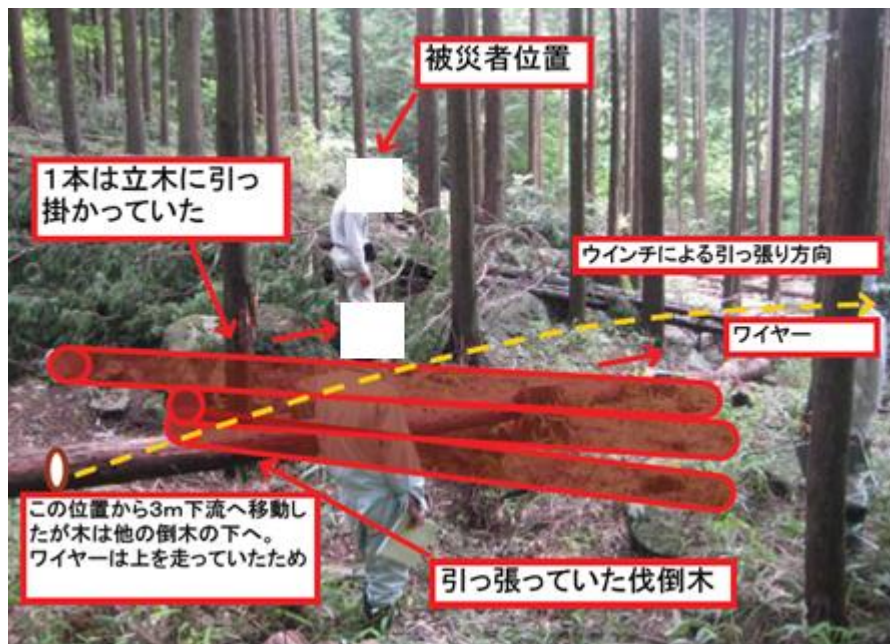 被災者位置
１本は立木に引っ
掛かっていた
ウインチによる引っ張り方向
ワイヤー
この位置から3m下流へ移動し
たが木は他の倒木の下へ。
ワイヤーは上を走っていたため
引っ張っていた伐倒木